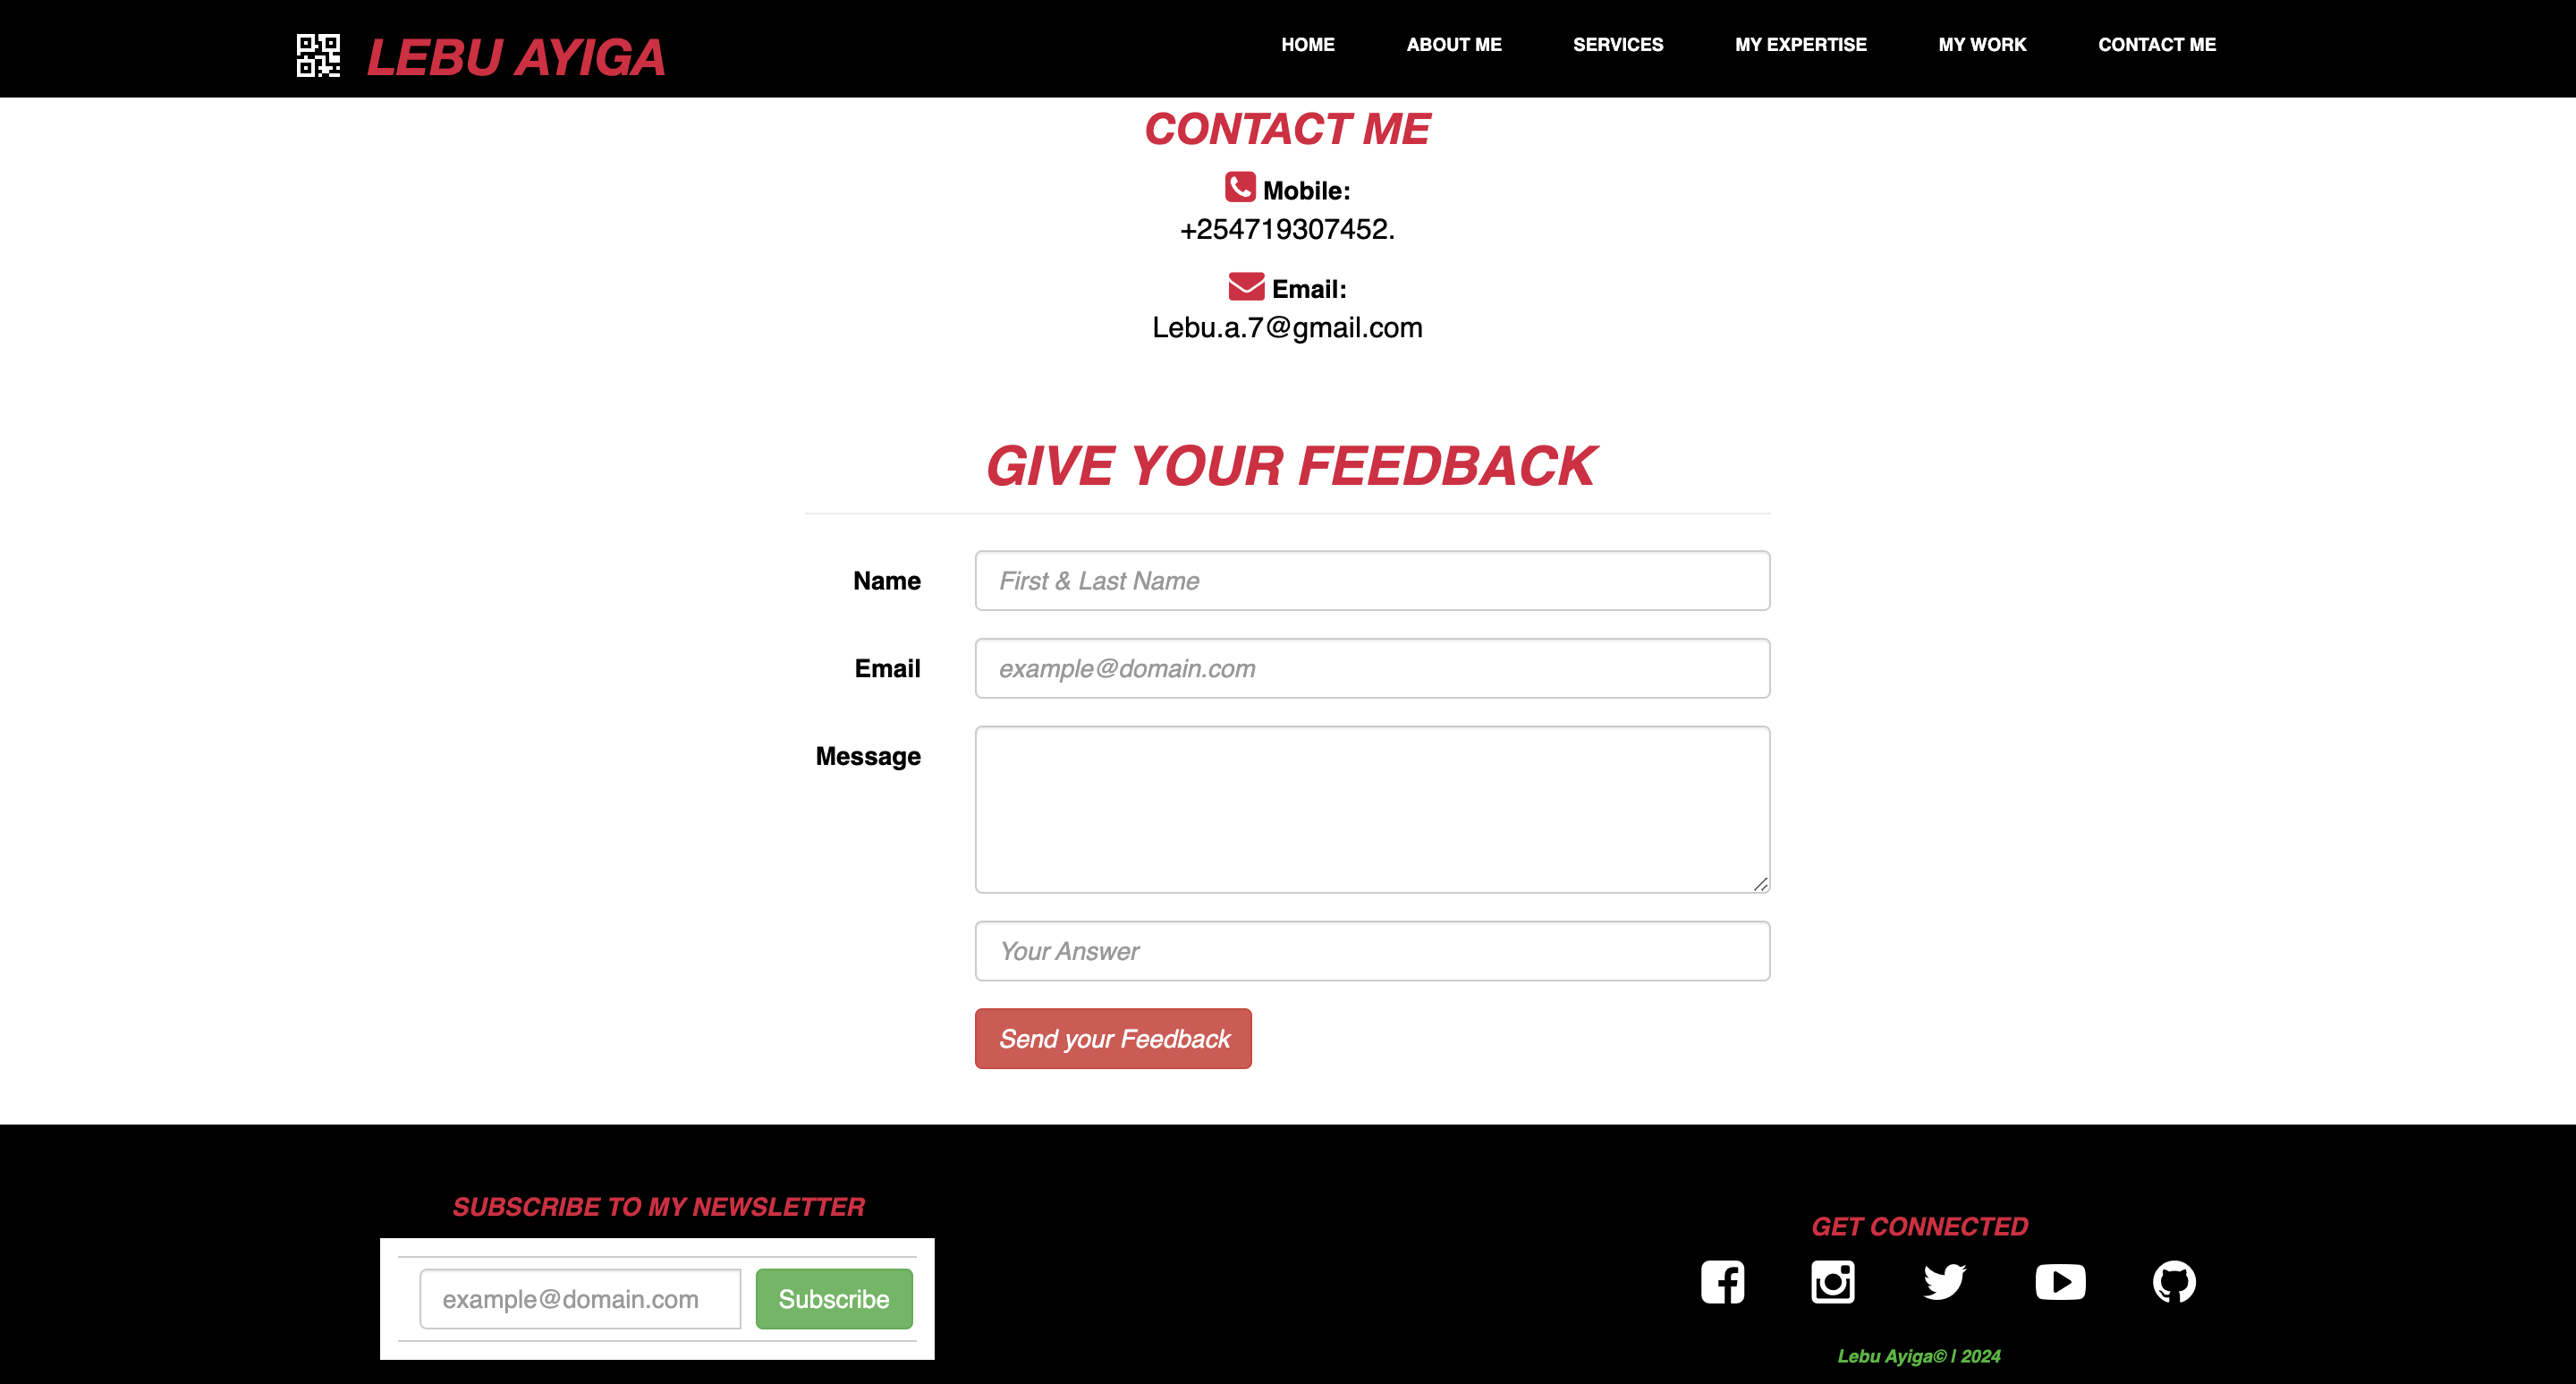 LEBU AYIGA
HOME ABOUT ME SERVICES MY EXPERTISE MY WORK CONTACT ME
CONTACT ME
Mobile:
+254719307452.
Email:
Lebu.a.7@gmail.com
GIVE YOUR FEEDBACK
Name First & Last Name
Email example@domain.com
Message
Your Answer
Send your Feedback
SUBSCRIBE TO MY NEWSLETTER
example@domain.com Subscribe
GET CONNECTED
Lebu Ayiga© | 2024